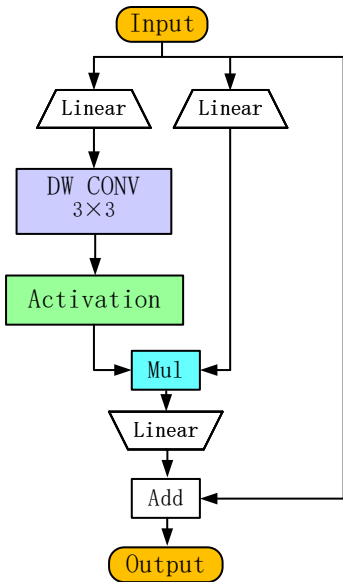 Input
Linear
Linear
DW CONV
3×3
Activation
Mul
Linear
Add
Output